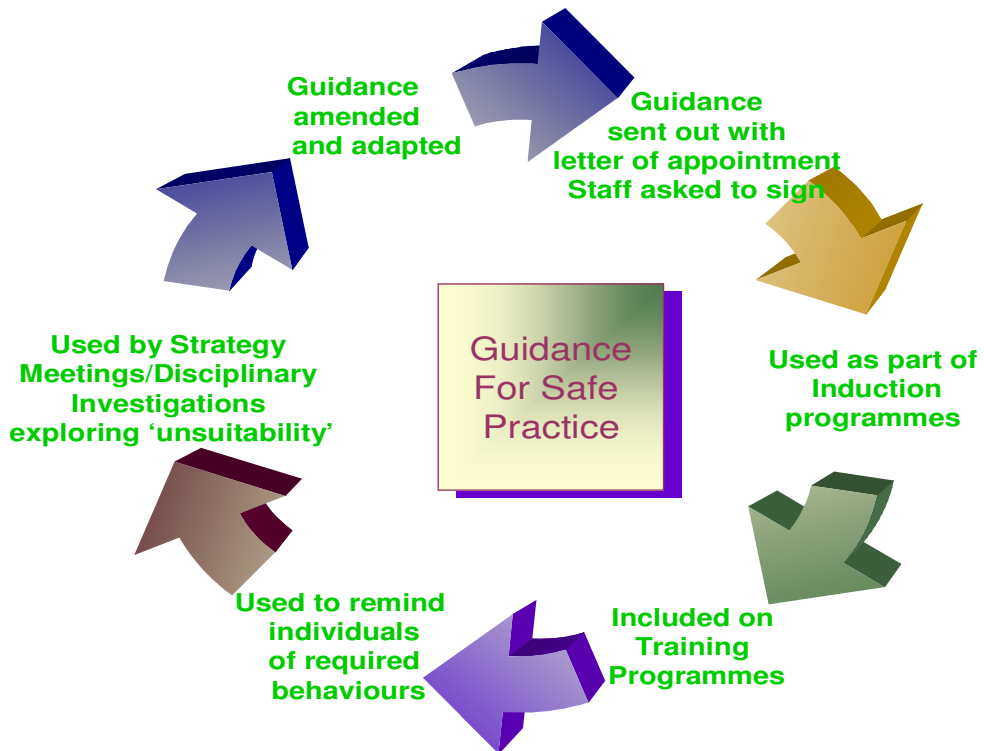 Guidance
amended
and adapted
Guidance
sent out with
letter of appointment
Staff asked to sign
Used as part of
Induction
programmes
Included on
Training
Programmes
Used to remind
individuals
of required
behaviours
Used by Strategy
Meetings/Disciplinary
Investigations
exploring ‘unsuitability’
Guidance
For Safe
Practice